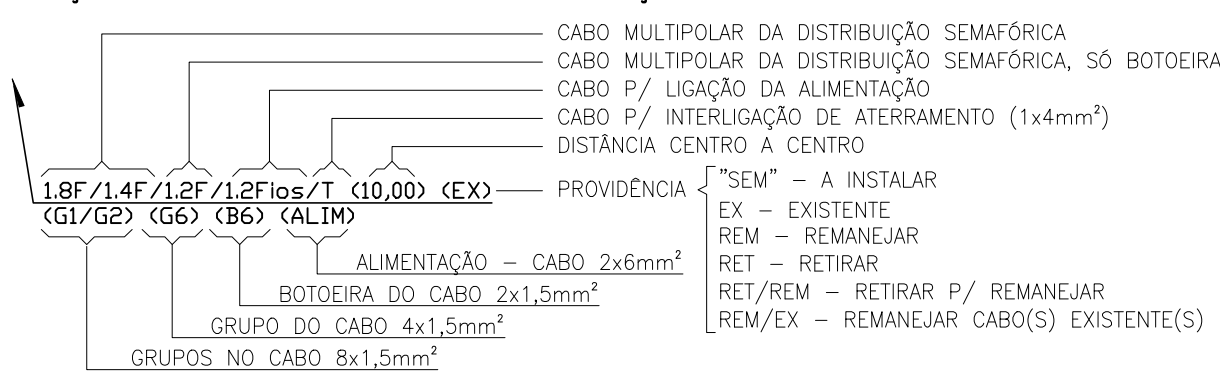 CABO MULTIPOLAR DA DISTRIBUIÇÃO SEMAFÓRICA
CABO MULTIPOLAR DA DISTRIBUIÇÃO SEMAFÓRICA, SÓ BOTOEIRA
CABO P/ LIGAÇÃO DA ALIMENTAÇÃO
CABO P/ INTERLIGAÇÃO DE ATERRAMENTO (1x4mm²)
DISTÂNCIA CENTRO A CENTRO
1.8F/1.4F/1.2F/1.2Fios/T (10,00) (EX) PROVIDÊNCIA
(G1/G2) (G6) (B6) (ALIM)
"SEM" – A INSTALAR
EX – EXISTENTE
REM – REMANEJAR
RET – RETIRAR
RET/REM – RETIRAR P/ REMANEJAR
REM/EX – REMANEJAR CABO(S) EXISTENTE(S)
ALIMENTAÇÃO – CABO 2x6mm²
BOTOEIRA DO CABO 2x1,5mm²
GRUPO DO CABO 4x1,5mm²
GRUPOS NO CABO 8x1,5mm²